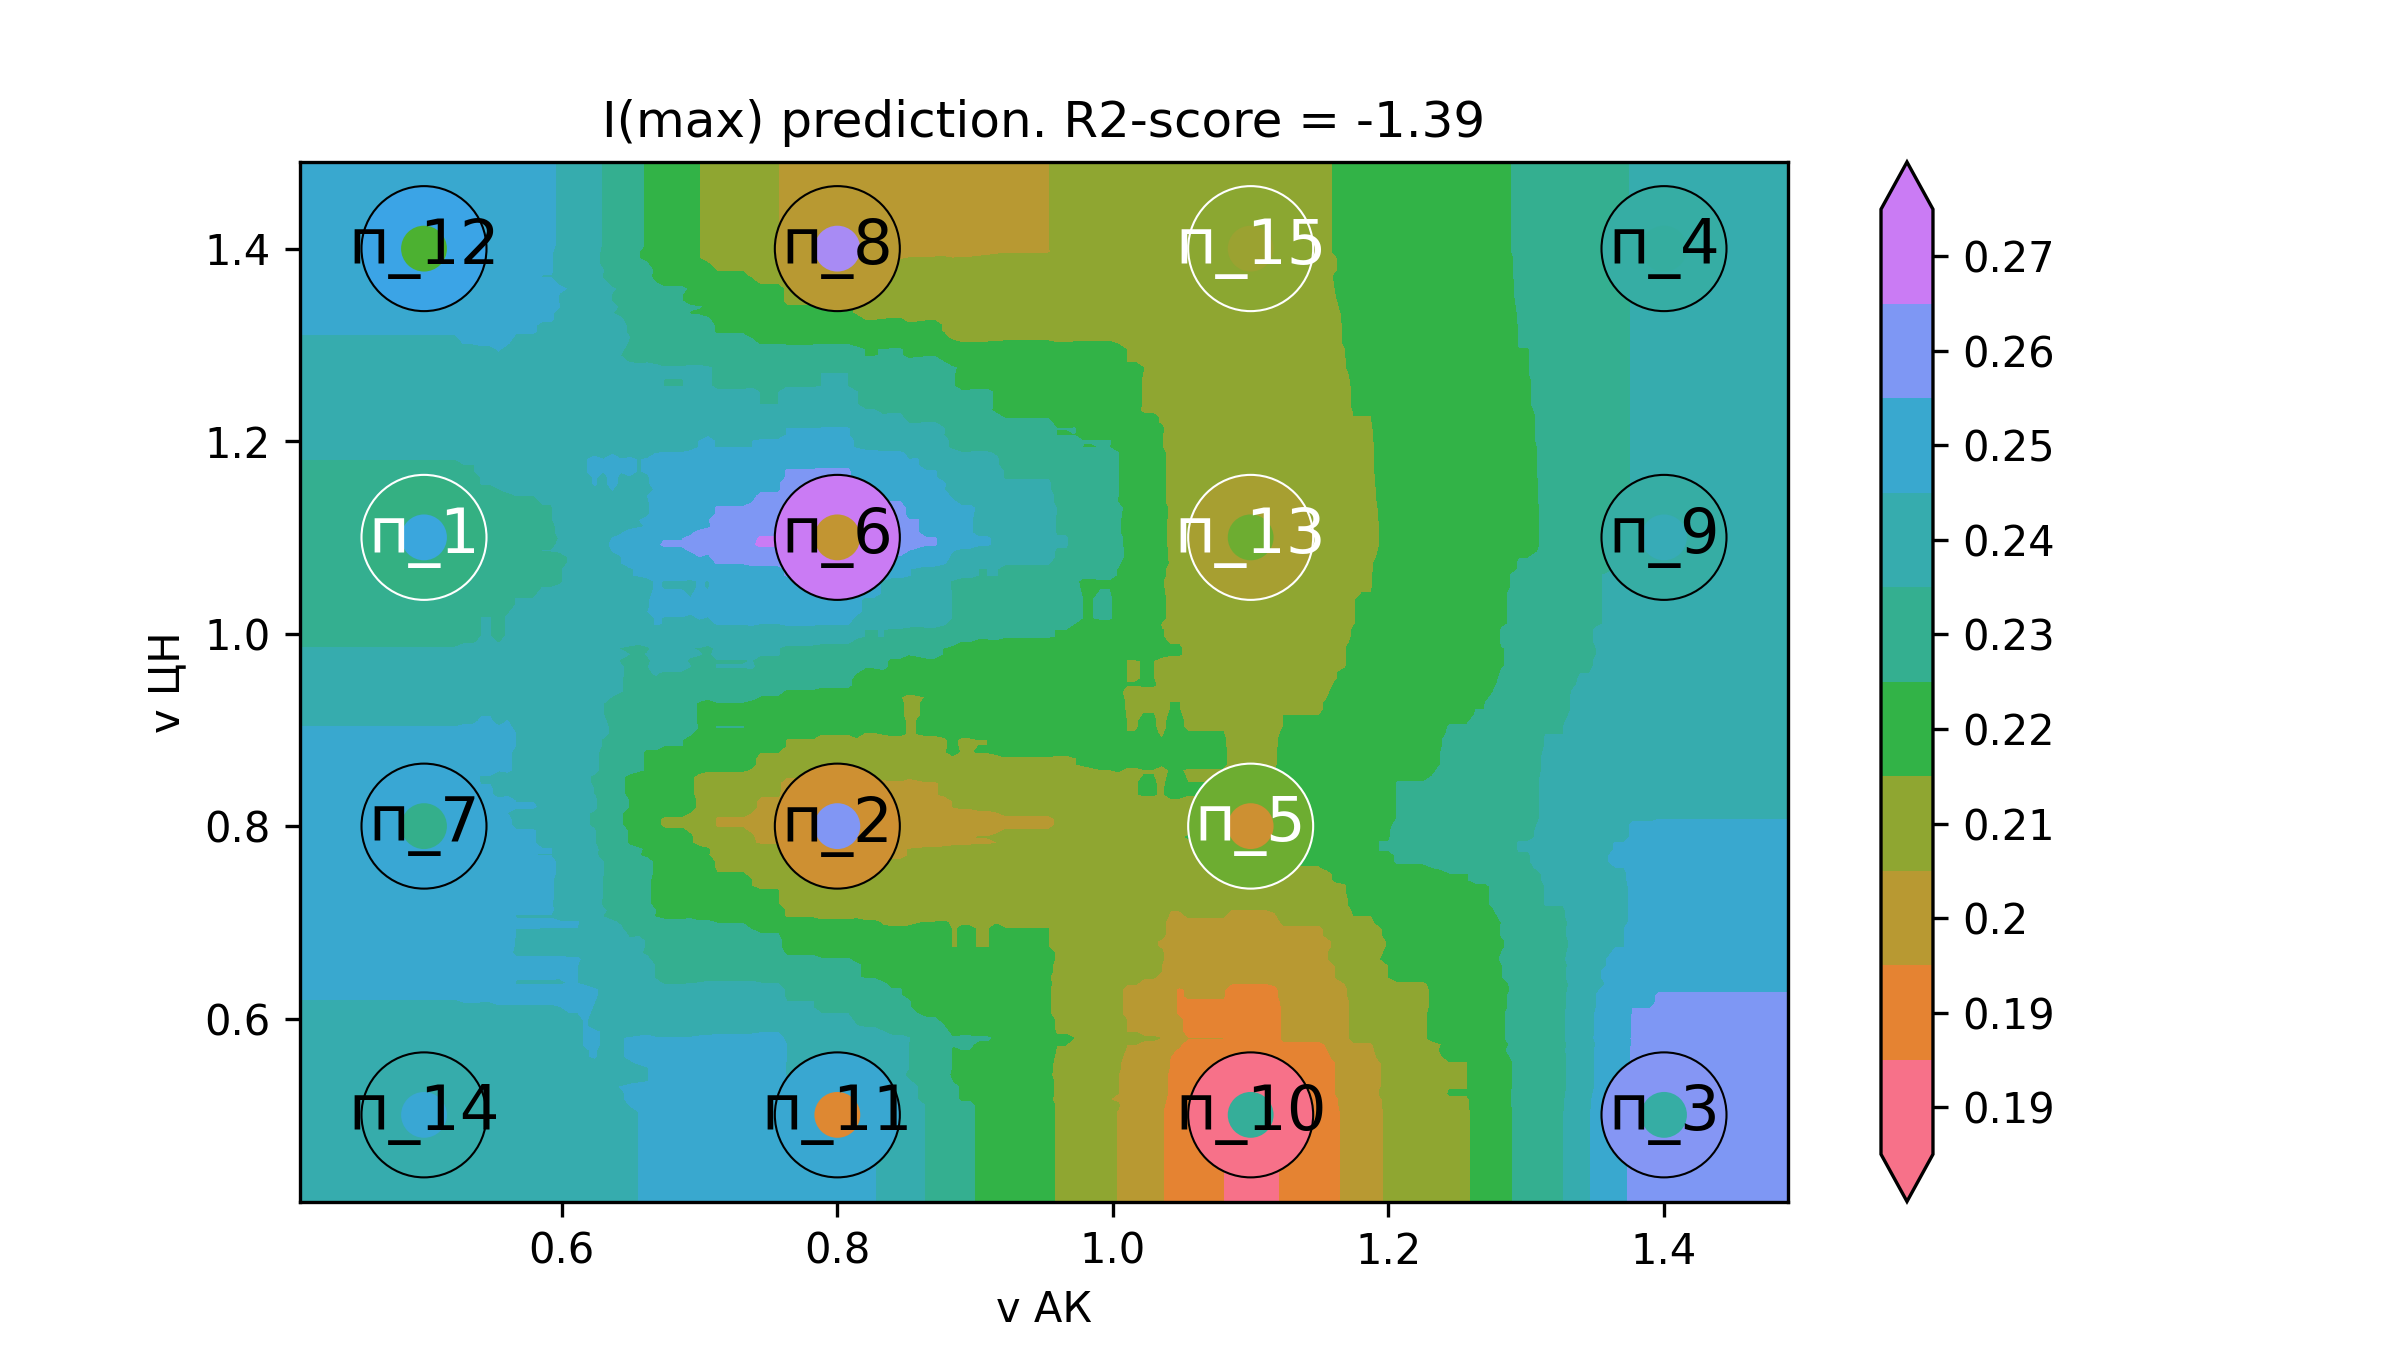 I(max) prediction. R2-score = -1.39
п_12 п_8 п_15 п_4
п_1 п_6 п_13 п_9
п_7 п_2 п_5
п_14 п_11 п_10 п_3
1.4
1.2
1.0
0.8
0.6
v ЦН
0.6 0.8 1.0 1.2 1.4
v АК
0.27
0.26
0.25
0.24
0.23
0.22
0.21
0.2
0.19
0.19